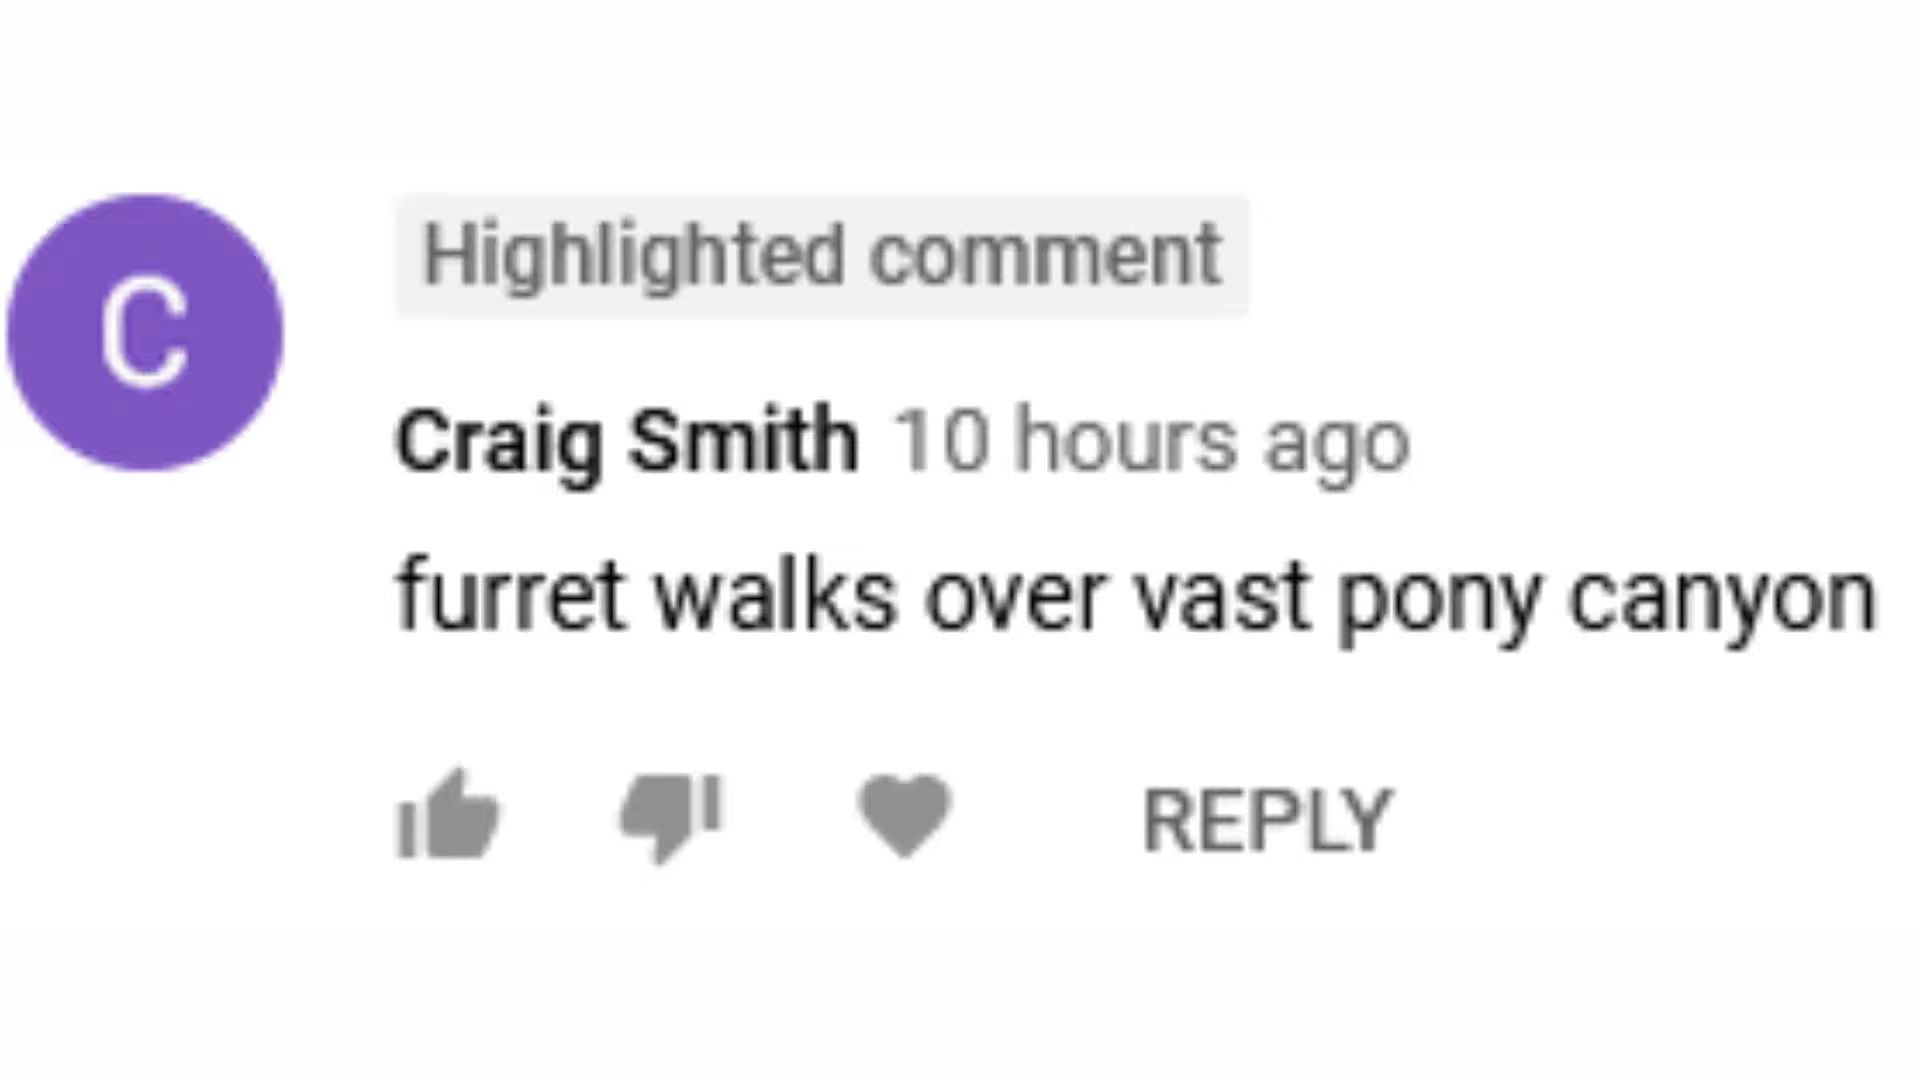 C
Highlighted comment
Craig Smith 10 hours ago
furret walks over vast pony canyon
REPLY